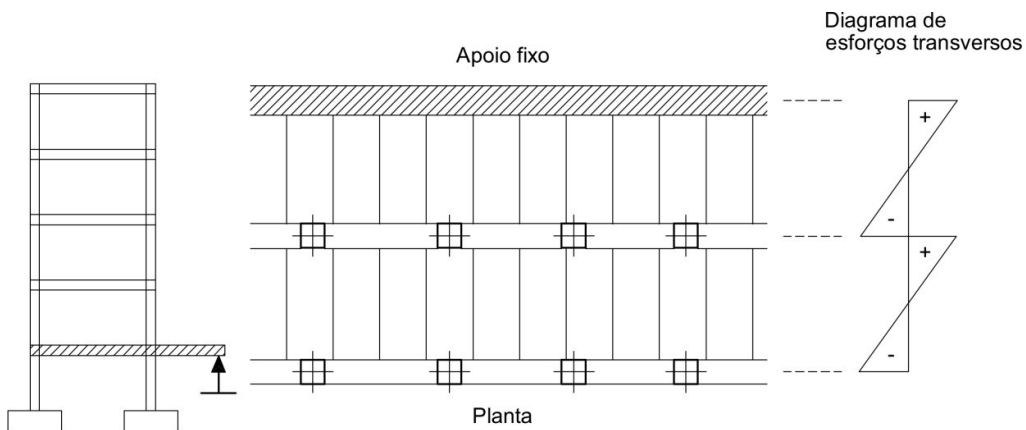 Diagrama de
esforços transversos
Apoio fixo
+
-
+
-
Planta